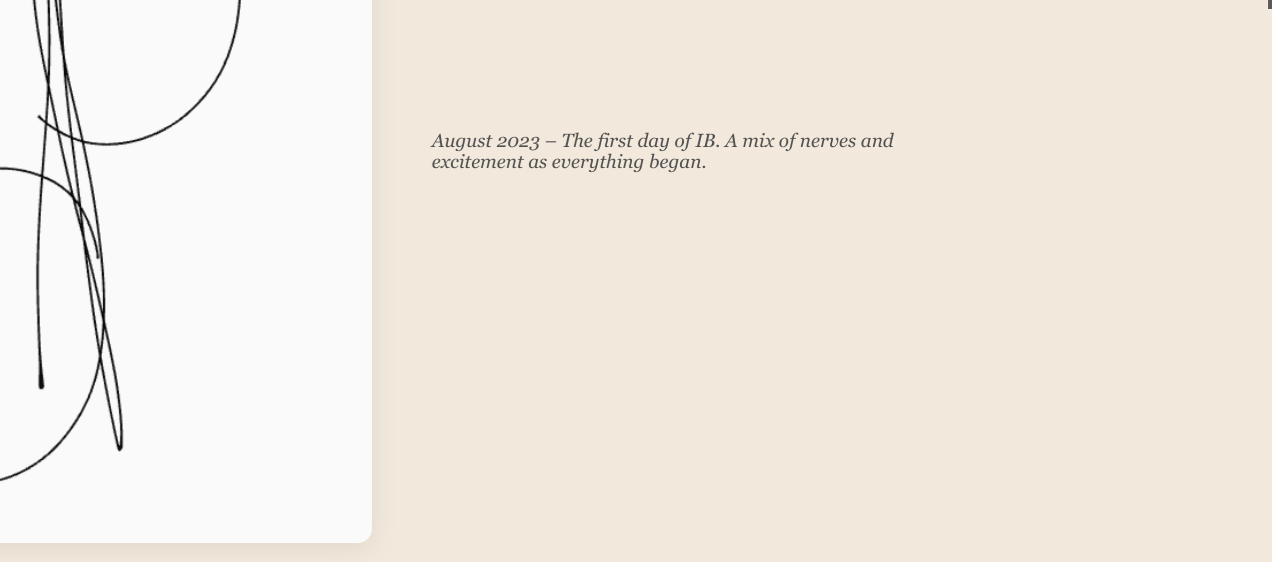 August 2023 – The first day of IB. A mix of nerves and
excitement as everything began.